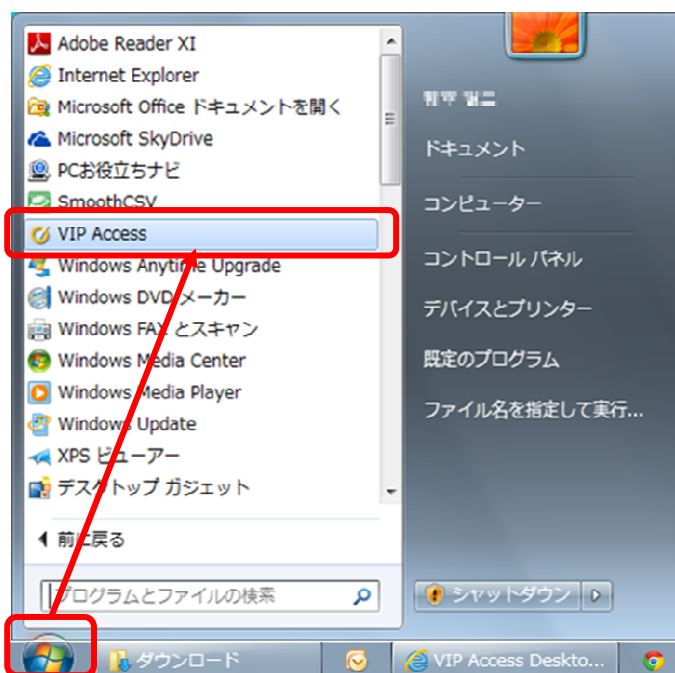 Adobe Reader XI
Internet Explorer
Microsoft Office ドキュメントを開く
Microsoft SkyDrive
PCお役立ちナビ
SmoothCSV
VIP Access
Windows Anytime Upgrade
Windows DVD メーカー
Windows FAX とスキャン
Windows Media Center
Windows Media Player
Windows Update
XPS ビューアー
デスクトップ ガジェット
前に戻る
プログラムとファイルの検索
ドキュメント
コンピューター
コントロール パネル
デバイスとプリンター
既定のプログラム
ファイル名を指定して実行...
シャットダウン
ダウンロード
VIP Access Deskto...